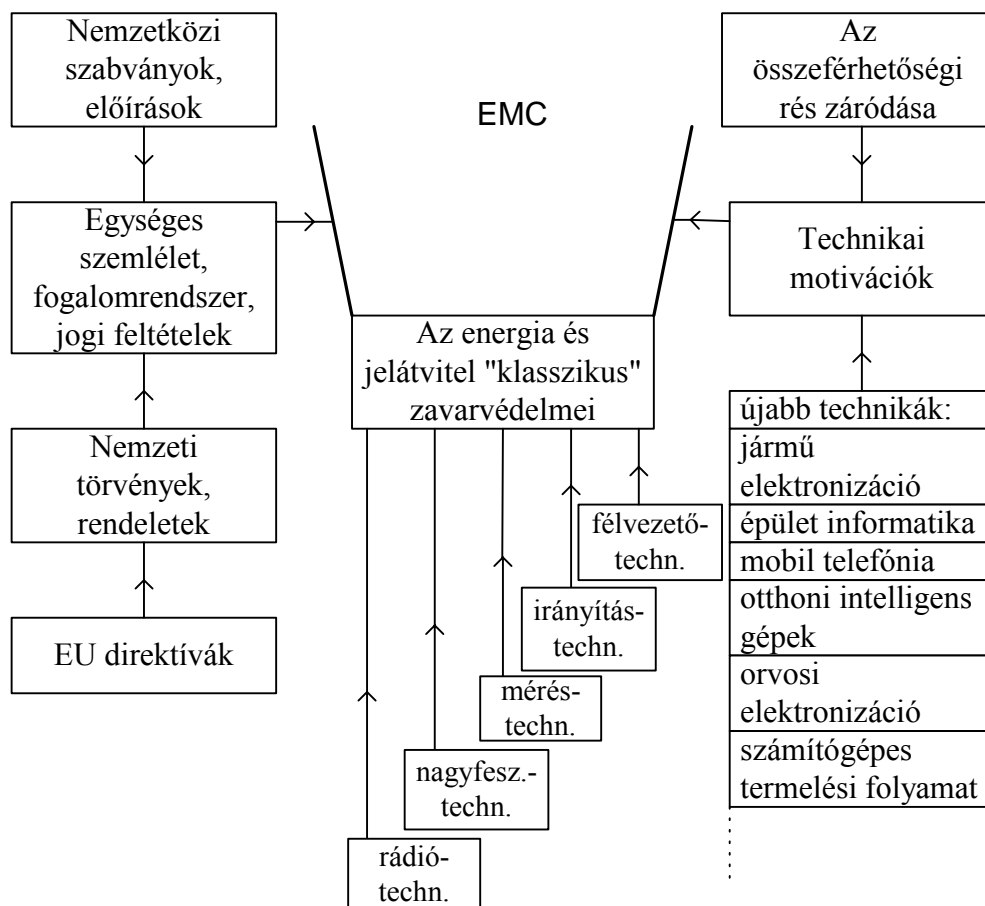 Nemzetközi
szabványok,
előírások
Egységes
szemlélet,
fogalomrendszer,
jogi feltételek
Nemzeti
törvények,
rendeletek
EU direktívák
EMC
Az energia és
jelátvitel "klasszikus"
zavarvédelmei
félvezető-
techn.
irányítás-
techn.
mérés-
techn.
nagyfesz.-
techn.
rádió-
techn.
Az
összeférhetőségi
rés záródása
Technikai
motivációk
újabb technikák:
jármű
elektronizáció
épület informatika
mobil telefónia
otthoni intelligens
gépek
orvosi
elektronizáció
számítógépes
termelési folyamat